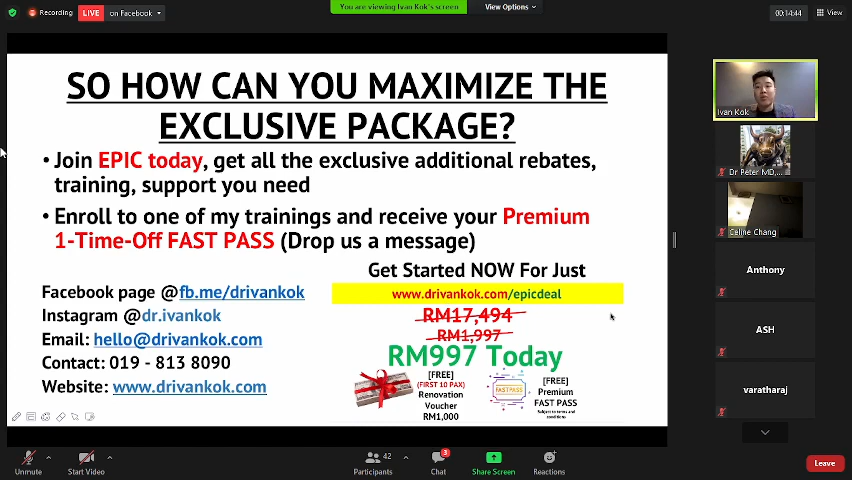 Recording
LIVE
on Facebook
You are viewing Ivan Kok's screen
View Options
00:14:44
View
SO HOW CAN YOU MAXIMIZE THE
EXCLUSIVE PACKAGE?
• Join EPIC today, get all the exclusive additional rebates,
training, support you need
• Enroll to one of my trainings and receive your Premium
1-Time-Off FAST PASS (Drop us a message)
Get Started NOW For Just
www.drivankok.com/epicdeal
RM17,494
RM1,997
RM997 Today
Facebook page @fb.me/drivankok
Instagram @dr.ivankok
Email: hello@drivankok.com
Contact: 019 - 813 8090
Website: www.drivankok.com
[FREE]
(FIRST 10 PAX)
Renovation
Voucher
RM1,000
FASTPASS
[FREE]
Premium
FAST PASS
Subject to terms and
conditions
Ivan Kok
Dr Peter MD,...
Celine Chang
Anthony
ASH
varatharaj
Unmute
Start Video
42
Participants
3
Chat
Share Screen
Reactions
Leave